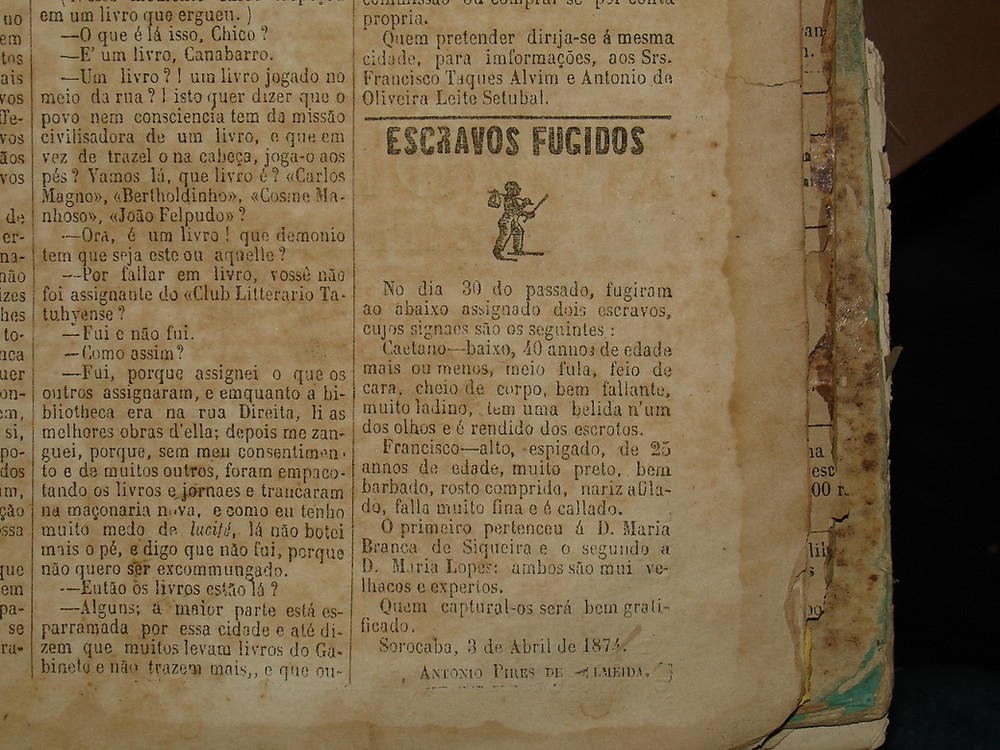 em um livro que ergueu. )
—O que é lá isso, Chico ?
—E' um livro, Canabarro.
—Um livro ? ! um livro jogado no
meio da rua ? ! isto quer dizer que o
povo nem consciencia tem da missão
civilisadora de um livro, e que em
vez de trazel o na cabeça, joga-o aos
pés ? Vamos lá, que livro é ? «Carlos
Magno», «Bertholdinho», «Cosme Ma-
nhoso», «João Felpudo» ?
—Ora, é um livro ! que demonio
tem que seja este ou aquelle ?
—Por fallar em livro, vossê não
foi assignante do «Club Litterario Ta-
tuhyense ?
—Fui e não fui.
—Como assim ?
—Fui, porque assignei o que os
outros assignaram, e emquanto a bi-
bliotheca era na rua Direita, li as
melhores obras d'ella; depois me zan-
guei, porque, sem meu consentimen-
to e de muitos outros, foram empaco-
tando os livros e jornaes e trancaram
na maçonaria nova, e como eu tenho
muito medo de lucifé, lá não botei
mais o pé, e digo que não fui, porque
não quero ser excommungado.
—Então os livros estão lá ?
—Alguns; a maior parte está es-
parramada por essa cidade e até di-
zem que muitos levam livros do Ga-
binete e não trazem mais,, e que ou-
commissão ou comprar se por conta
propria.
Quem pretender dirija-se á mesma
cidade, para imformações, aos Srs.
Francisco Taques Alvim e Antonio de
Oliveira Leite Setubal.
ESCRAVOS FUGIDOS
No dia 30 do passado, fugiram
ao abaixo assignado dois escravos,
cujos signaes são os seguintes :
Caetano—baixo, 40 annos de edade
mais ou menos, meio fula, feio de
cara, cheio de corpo, bem fallante,
muito ladino, tem uma belida n'um
dos olhos e é rendido dos escrotos.
Francisco—alto, espigado, de 25
annos de edade, muito preto, bem
barbado, rosto comprido, nariz afila-
do, falla muito fina e é callado.
O primeiro pertenceu á D. Maria
Branca de Siqueira e o segundo a
D. Maria Lopes: ambos são mui ve-
lhacos e expertos.
Quem captural-os será bem grati-
ficado.
Sorocaba, 3 de Abril de 1874.
ANTONIO PIRES DE ALMEIDA.